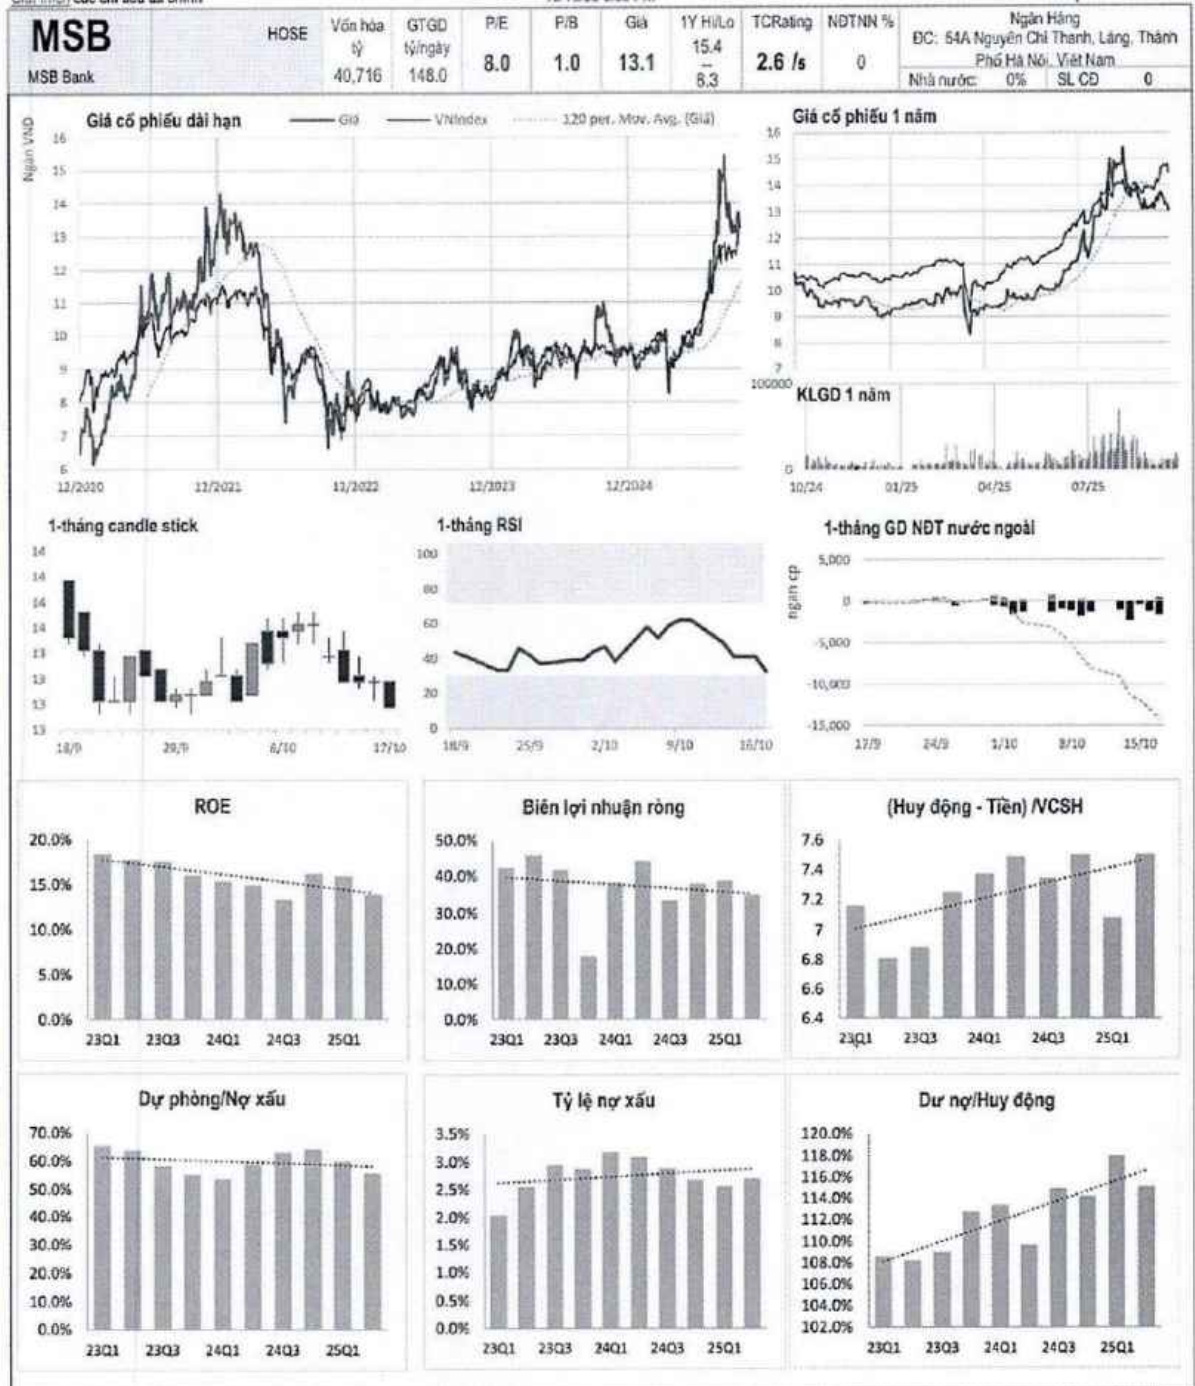 MSB
MSB Bank
HOSE
Vốn hóa
tỷ
40,716
GTGD
tỷ/ngày
148.0
P/E
8.0
P/B
1.0
Giá
13.1
1Y Hi/Lo
15.4
--
8.3
TCRating
2.6 /5
NĐTNN %
0
Ngân Hàng
ĐC: 54A Nguyễn Chí Thanh, Láng, Thành
Phố Hà Nội, Việt Nam
Nhà nước: 0% SL CĐ 0
Giá cổ phiếu dài hạn
Giá
VNIndex
120 per. Mov. Avg. (Giá)
Ngàn VND
16
15
14
13
12
11
10
9
8
7
6
12/2020 12/2021 12/2022 12/2023 12/2024
Giá cổ phiếu 1 năm
16
15
14
13
12
11
10
9
8
7
KLGD 1 năm
100000
0
10/24 01/25 04/25 07/25
1-tháng candle stick
14
14
14
14
13
13
13
13
18/9 29/9 6/10 17/10
1-tháng RSI
100
80
60
40
20
0
18/9 25/9 2/10 9/10 16/10
1-tháng GD NĐT nước ngoài
ngàn cp
5,000
0
-5,000
-10,000
-15,000
17/9 24/9 1/10 8/10 15/10
ROE
20.0%
15.0%
10.0%
5.0%
0.0%
23Q1 23Q3 24Q1 24Q3 25Q1
Biên lợi nhuận ròng
50.0%
40.0%
30.0%
20.0%
10.0%
0.0%
23Q1 23Q3 24Q1 24Q3 25Q1
(Huy động - Tiền) /VCSH
7.6
7.4
7.2
7
6.8
6.6
6.4
23Q1 23Q3 24Q1 24Q3 25Q1
Dự phòng/Nợ xấu
70.0%
60.0%
50.0%
40.0%
30.0%
20.0%
10.0%
0.0%
23Q1 23Q3 24Q1 24Q3 25Q1
Tỷ lệ nợ xấu
3.5%
3.0%
2.5%
2.0%
1.5%
1.0%
0.5%
0.0%
23Q1 23Q3 24Q1 24Q3 25Q1
Dư nợ/Huy động
120.0%
118.0%
116.0%
114.0%
112.0%
110.0%
108.0%
106.0%
104.0%
102.0%
23Q1 23Q3 24Q1 24Q3 25Q1